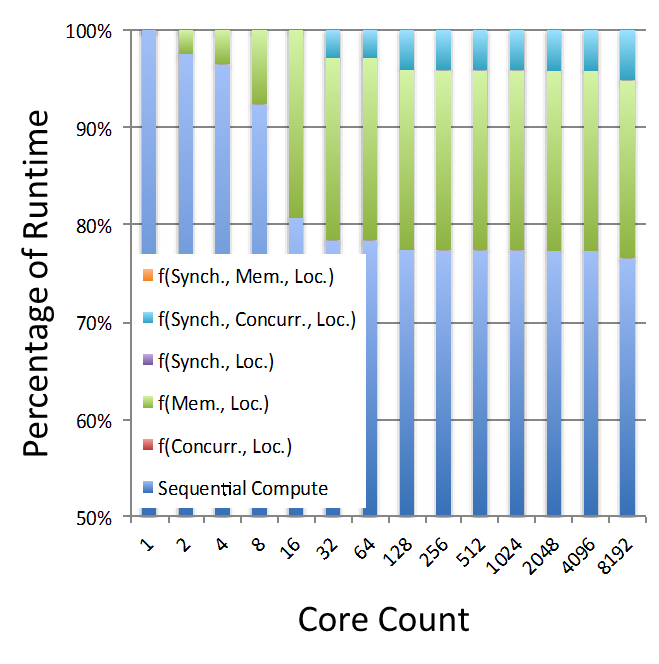 Percentage of Runtime
100%
90%
80%
70%
60%
50%
f(Synch., Mem., Loc.)
f(Synch., Concurr., Loc.)
f(Synch., Loc.)
f(Mem., Loc.)
f(Concurr., Loc.)
Sequential Compute
1 2 4 8 16 32 64 128 256 512 1024 2048 4096 8192
Core Count